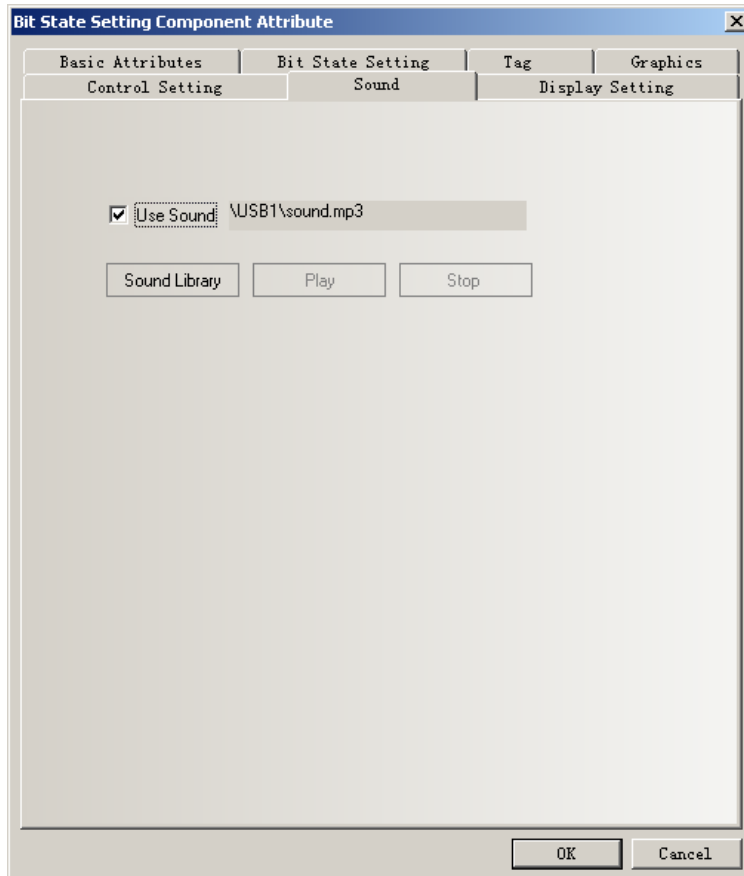 Bit State Setting Component Attribute
Basic Attributes Bit State Setting Tag Graphics
Control Setting Sound Display Setting
Use Sound \USB1\sound.mp3
Sound Library Play Stop
OK Cancel